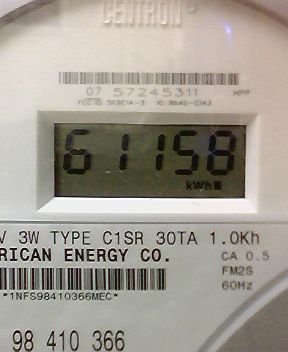 CENTRON
07 57245311 HPP
61158
kWh
V 3W TYPE C1SR 30TA 1.0Kh
RICAN ENERGY CO. CA 0.5
FM2S
*1NFS98410366MEC* 60Hz
98 410 366